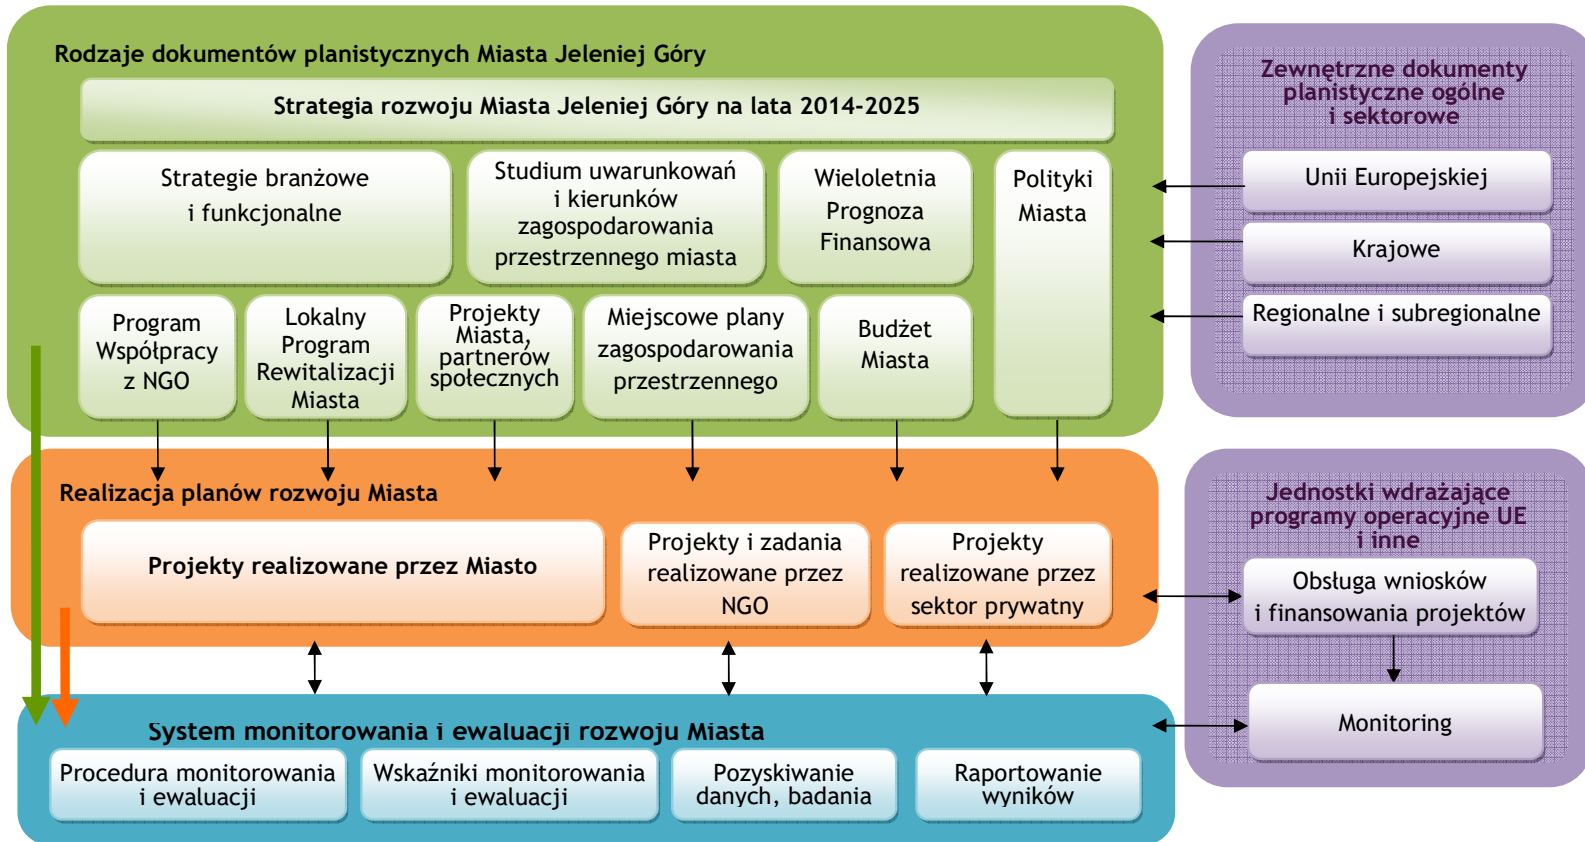 Rodzaje dokumentów planistycznych Miasta Jeleniej Góry
Strategia rozwoju Miasta Jeleniej Góry na lata 2014-2025
Strategie branżowe
i funkcjonalne
Studium uwarunkowań
i kierunków
zagospodarowania
przestrzennego miasta
Wieloletnia
Prognoza
Finansowa
Polityki
Miasta
Program
Współpracy
z NGO
Lokalny
Program
Rewitalizacji
Miasta
Projekty
Miasta,
partnerów
społecznych
Miejscowe plany
zagospodarowania
przestrzennego
Budżet
Miasta
Zewnętrzne dokumenty
planistyczne ogólne
i sektorowe
Unii Europejskiej
Krajowe
Regionalne i subregionalne
Realizacja planów rozwoju Miasta
Projekty realizowane przez Miasto
Projekty i zadania
realizowane przez
NGO
Projekty
realizowane przez
sektor prywatny
Jednostki wdrażające
programy operacyjne UE
i inne
Obsługa wniosków
i finansowania projektów
Monitoring
System monitorowania i ewaluacji rozwoju Miasta
Procedura monitorowania
i ewaluacji
Wskaźniki monitorowania
i ewaluacji
Pozyskiwanie
danych, badania
Raportowanie
wyników